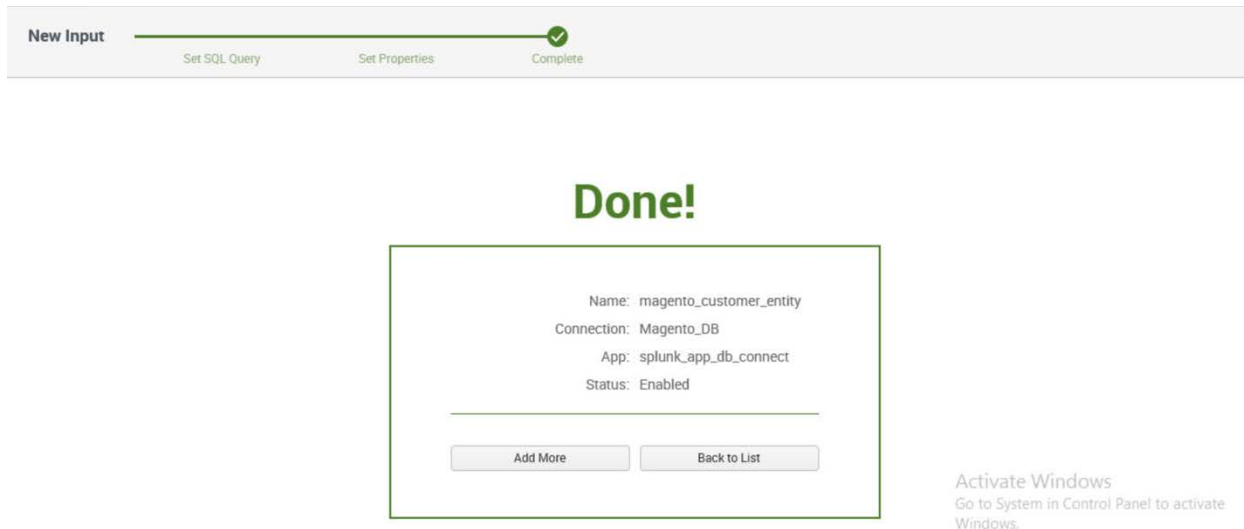 New Input
Set SQL Query
Set Properties
Complete
Done!
Name: magento_customer_entity
Connection: Magento_DB
App: splunk_app_db_connect
Status: Enabled
Add More
Back to List
Activate Windows
Go to System in Control Panel to activate
Windows.